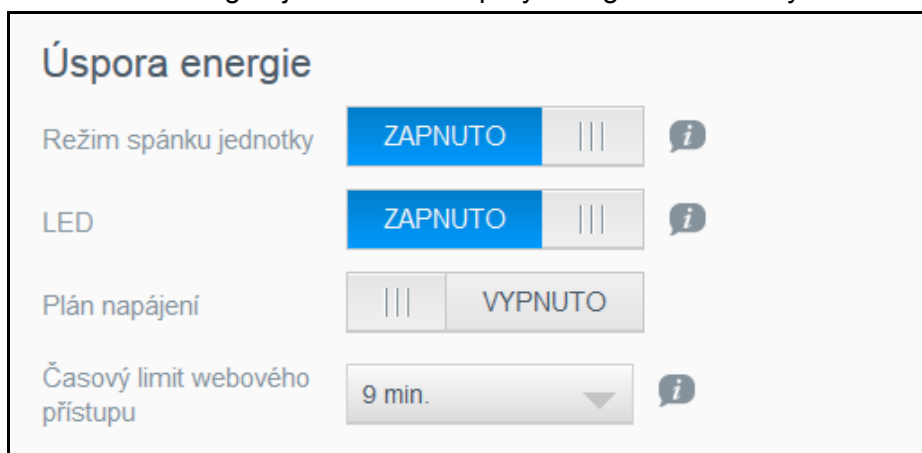 Úspora energie
Režim spánku jednotky ZAPNUTO
LED ZAPNUTO
Plán napájení VYPNUTO
Časový limit webového
přístupu
9 min.